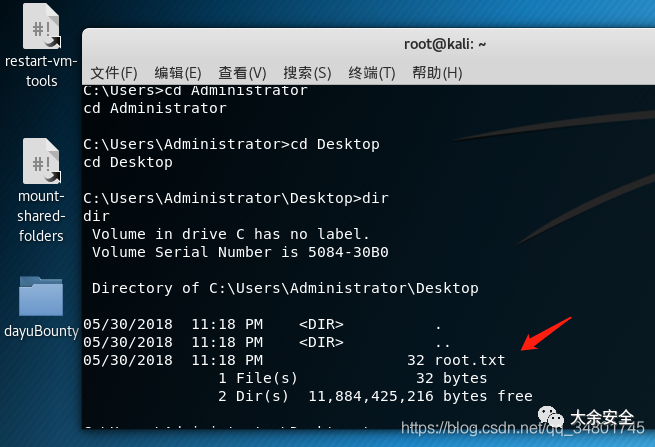 restart-vm-
tools
mount-
shared-
folders
dayuBounty
root@kali: ~
文件(F) 编辑(E) 查看(V) 搜索(S) 终端(T) 帮助(H)
C:\Users>cd Administrator
cd Administrator
C:\Users\Administrator>cd Desktop
cd Desktop
C:\Users\Administrator\Desktop>dir
dir
Volume in drive C has no label.
Volume Serial Number is 5084-30B0
Directory of C:\Users\Administrator\Desktop
05/30/2018 11:18 PM <DIR> .
05/30/2018 11:18 PM <DIR> ..
05/30/2018 11:18 PM 32 root.txt
1 File(s) 32 bytes
2 Dir(s) 11,884,425,216 bytes free
大余安全
https://blog.csdn.net/qq_34801745